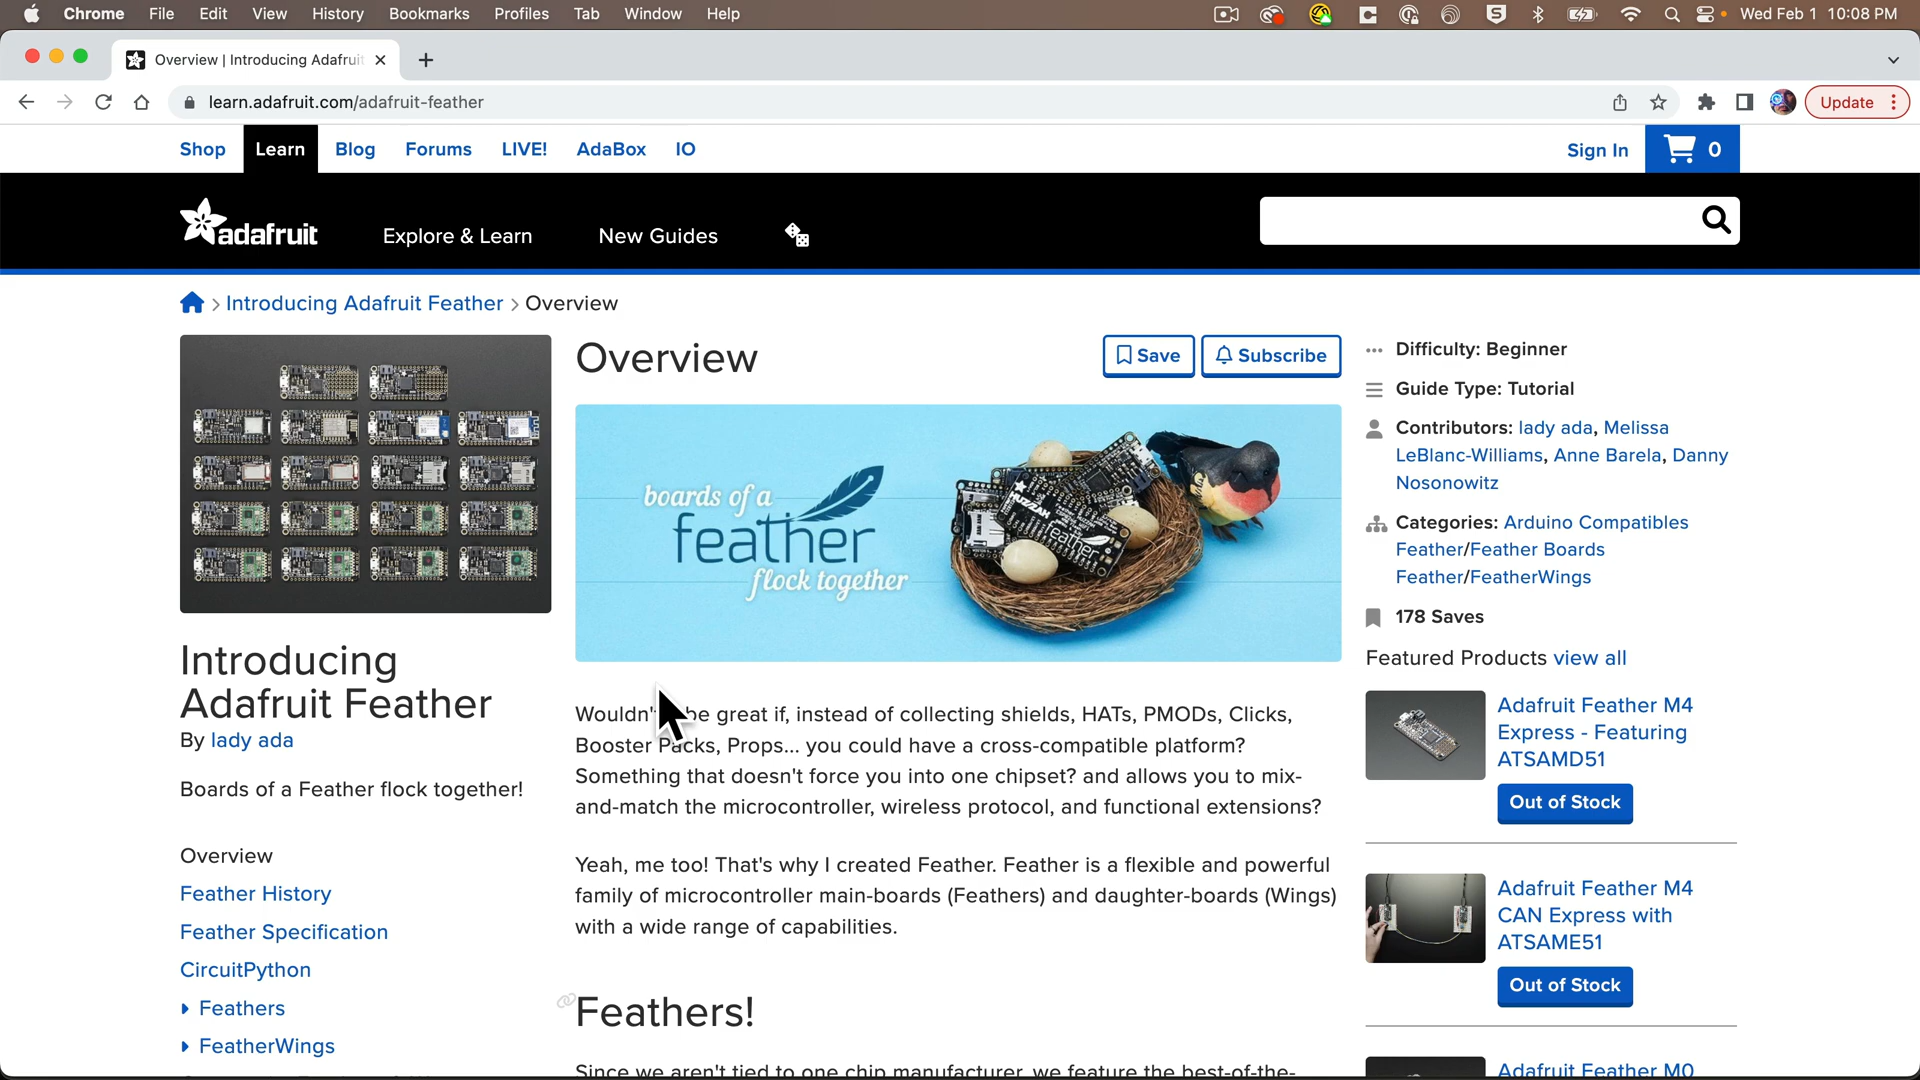 Chrome File Edit View History Bookmarks Profiles Tab Window Help
Wed Feb 1 10:08 PM
Overview | Introducing Adafruit
learn.adafruit.com/adafruit-feather
Update
Shop Learn Blog Forums LIVE! AdaBox IO
Sign In
0
adafruit
Explore & Learn
New Guides
Introducing Adafruit Feather > Overview
Introducing
Adafruit Feather
By lady ada
Boards of a Feather flock together!
Overview
Feather History
Feather Specification
CircuitPython
Feathers
FeatherWings
Overview
Save
Subscribe
boards of a
feather
flock together
HUZZAH
feather
Wouldn't be great if, instead of collecting shields, HATs, PMODs, Clicks,
Booster Packs, Props... you could have a cross-compatible platform?
Something that doesn't force you into one chipset? and allows you to mix-
and-match the microcontroller, wireless protocol, and functional extensions?
Yeah, me too! That's why I created Feather. Feather is a flexible and powerful
family of microcontroller main-boards (Feathers) and daughter-boards (Wings)
with a wide range of capabilities.
Feathers!
Since we aren't tied to one chip manufacturer, we feature the best-of-the-
Difficulty: Beginner
Guide Type: Tutorial
Contributors: lady ada, Melissa
LeBlanc-Williams, Anne Barela, Danny
Nosonowitz
Categories: Arduino Compatibles
Feather/Feather Boards
Feather/FeatherWings
178 Saves
Featured Products view all
Adafruit Feather M4
Express - Featuring
ATSAMD51
Out of Stock
Adafruit Feather M4
CAN Express with
ATSAME51
Out of Stock
Adafruit Feather M0